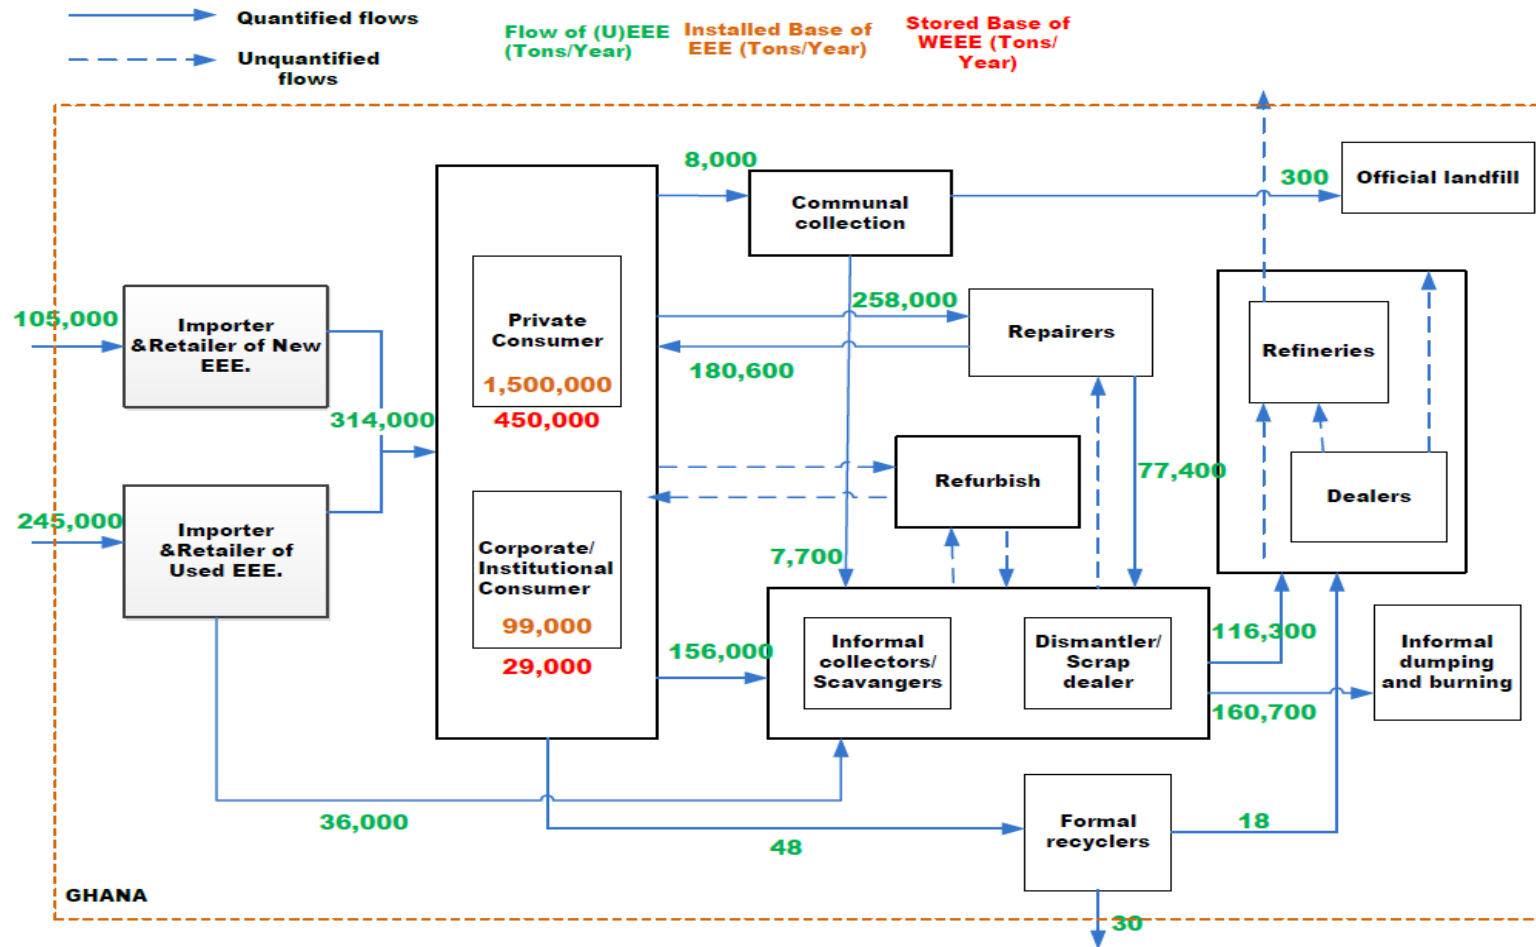 Quantified flows
Unquantified
flows
Flow of (U)EEE
(Tons/Year)
Installed Base of
EEE (Tons/Year)
Stored Base of
WEEE (Tons/
Year)
8,000
Communal
collection
300
Official landfill
105,000
Importer
&Retailer of New
EEE.
314,000
Private
Consumer
1,500,000
450,000
258,000
180,600
Repairers
Refineries
Refurbish
77,400
Dealers
245,000
Importer
&Retailer of
Used EEE.
Corporate/
Institutional
Consumer
99,000
29,000
7,700
156,000
Informal
collectors/
Scavangers
Dismantler/
Scrap
dealer
116,300
160,700
Informal
dumping
and burning
36,000
48
Formal
recyclers
18
30
GHANA